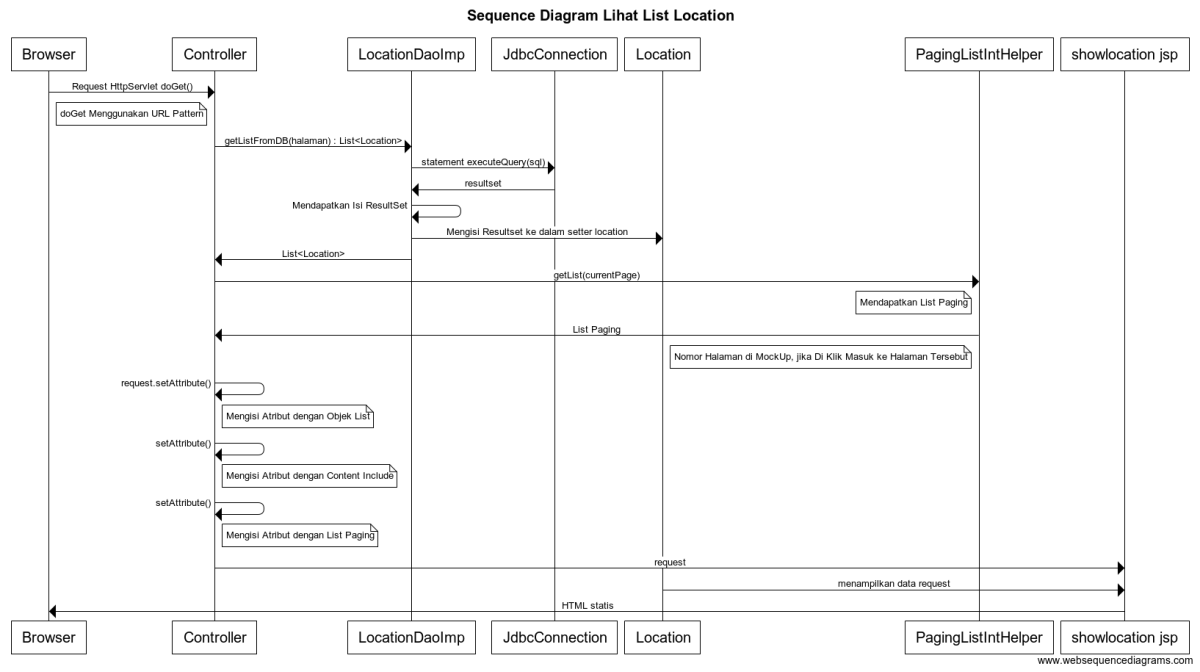 Sequence Diagram Lihat List Location
Browser Controller LocationDaoImp JdbcConnection Location PagingListIntHelper showlocation jsp
Request HttpServlet doGet()
doGet Menggunakan URL Pattern
getListFromDB(halaman) : List<Location>
statement executeQuery(sql)
resultset
Mendapatkan Isi ResultSet
Mengisi Resultset ke dalam setter location
List<Location>
getList(currentPage)
Mendapatkan List Paging
List Paging
Nomor Halaman di MockUp, jika Di Klik Masuk ke Halaman Tersebut
request.setAttribute()
Mengisi Atribut dengan Objek List
setAttribute()
Mengisi Atribut dengan Content Include
setAttribute()
Mengisi Atribut dengan List Paging
request
menampilkan data request
HTML statis
Browser Controller LocationDaoImp JdbcConnection Location PagingListIntHelper showlocation jsp
www.websequencediagrams.com